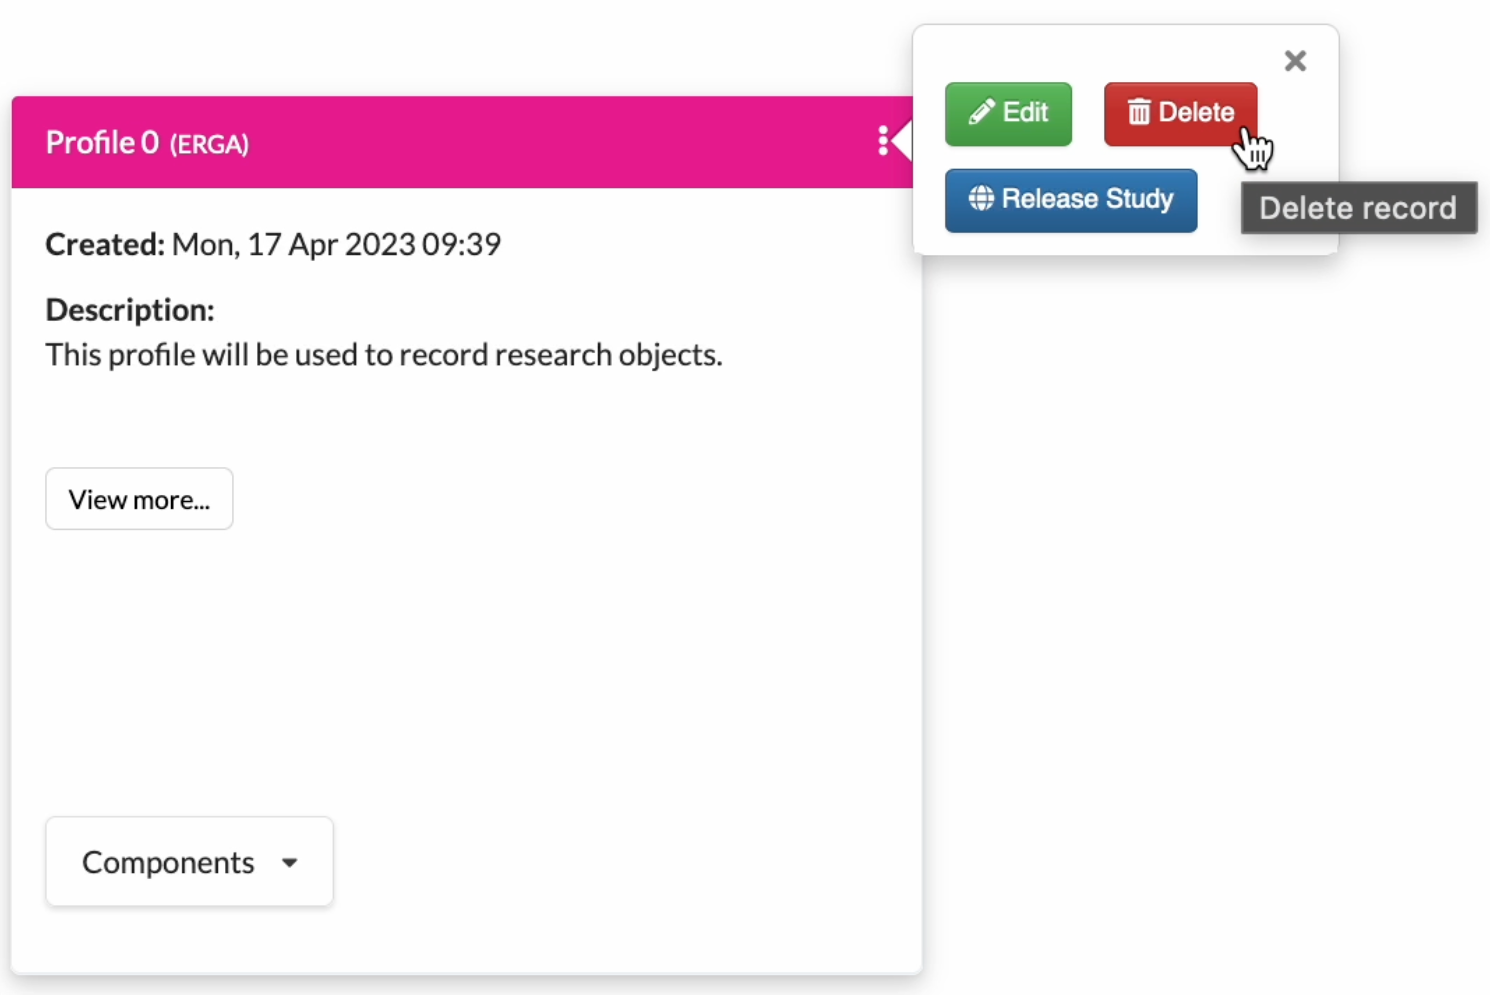 Profile 0 (ERGA)
Edit
Delete
Release Study
Delete record
Created: Mon, 17 Apr 2023 09:39
Description:
This profile will be used to record research objects.
View more...
Components